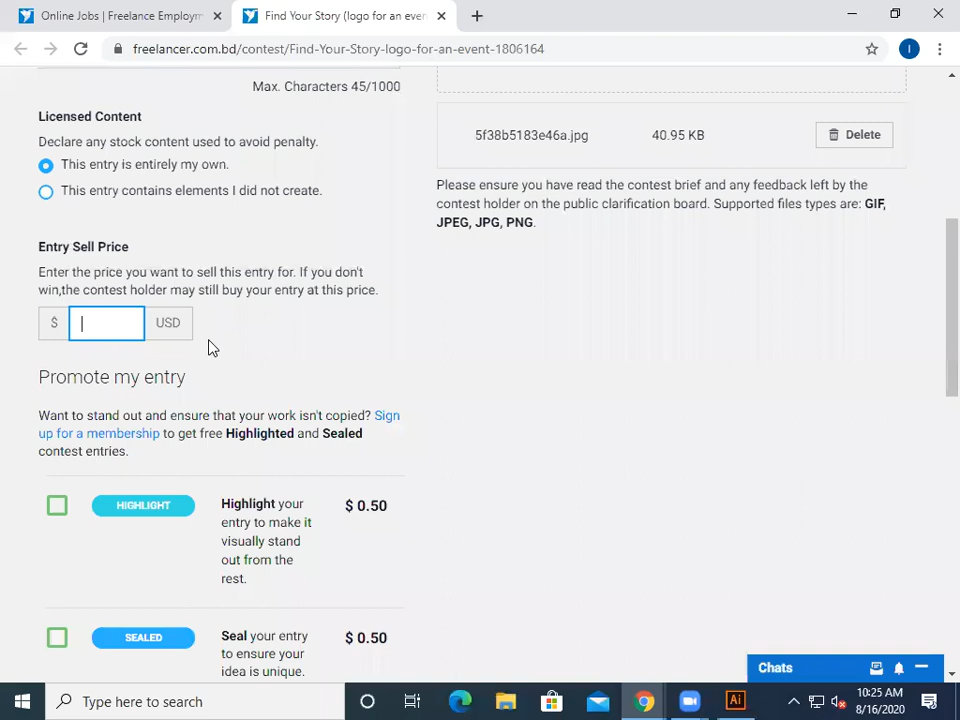 Online Jobs | Freelance Employm
Find Your Story (logo for an even
freelancer.com.bd/contest/Find-Your-Story-logo-for-an-event-1806164
I
Max. Characters 45/1000
Licensed Content
Declare any stock content used to avoid penalty.
This entry is entirely my own.
This entry contains elements I did not create.
5f38b5183e46a.jpg 40.95 KB Delete
Please ensure you have read the contest brief and any feedback left by the
contest holder on the public clarification board. Supported files types are: GIF,
JPEG, JPG, PNG.
Entry Sell Price
Enter the price you want to sell this entry for. If you don't
win,the contest holder may still buy your entry at this price.
$ USD
Promote my entry
Want to stand out and ensure that your work isn't copied? Sign
up for a membership to get free Highlighted and Sealed
contest entries.
HIGHLIGHT
Highlight your
entry to make it
visually stand
out from the
rest.
$ 0.50
SEALED
Seal your entry
to ensure your
idea is unique.
$ 0.50
Chats
Type here to search
Ai
10:25 AM
8/16/2020